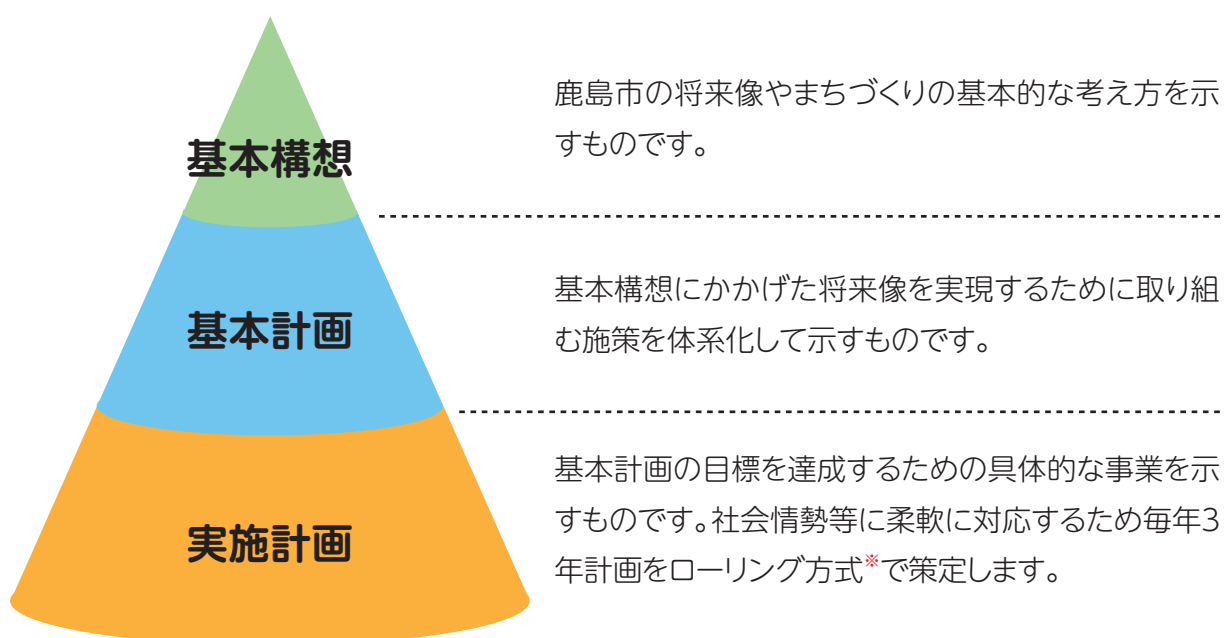 基本構想
鹿島市の将来像やまちづくりの基本的な考え方を示
すものです。
基本計画
基本構想にかかげた将来像を実現するために取り組
む施策を体系化して示すものです。
実施計画
基本計画の目標を達成するための具体的な事業を示
すものです。社会情勢等に柔軟に対応するため毎年3
年計画をローリング方式※で策定します。